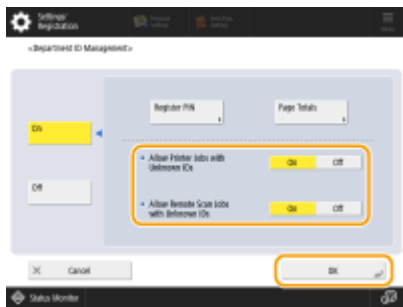 Settings/
Registration
<Department ID Management>
Register PIN
Page Totals
On
Allow Printer Jobs with
Unknown IDs
On
Off
Off
Allow Remote Scan Jobs
with Unknown IDs
On
Off
Cancel
OK
Status Monitor